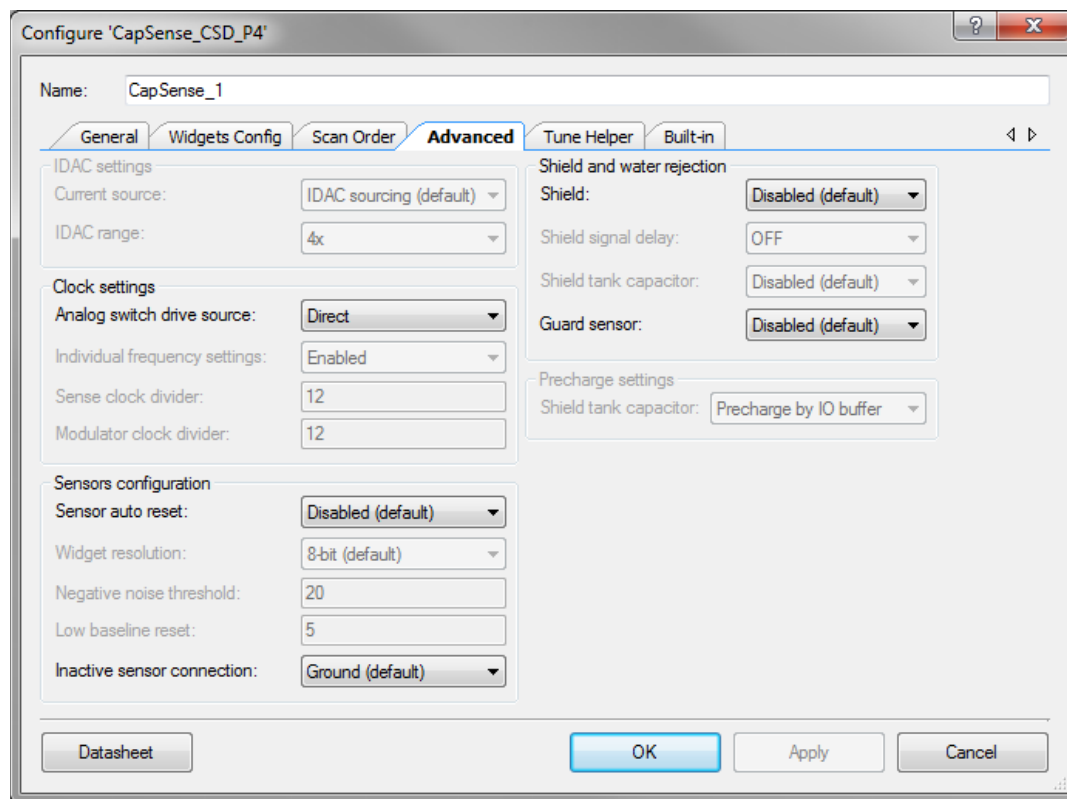 Configure 'CapSense_CSD_P4'
Name: CapSense_1
General Widgets Config Scan Order Advanced Tune Helper Built-in
IDAC settings
Current source: IDAC sourcing (default)
IDAC range: 4x
Clock settings
Analog switch drive source: Direct
Individual frequency settings: Enabled
Sense clock divider: 12
Modulator clock divider: 12
Sensors configuration
Sensor auto reset: Disabled (default)
Widget resolution: 8-bit (default)
Negative noise threshold: 20
Low baseline reset: 5
Inactive sensor connection: Ground (default)
Shield and water rejection
Shield: Disabled (default)
Shield signal delay: OFF
Shield tank capacitor: Disabled (default)
Guard sensor: Disabled (default)
Precharge settings
Shield tank capacitor: Precharge by IO buffer
Datasheet OK Apply Cancel